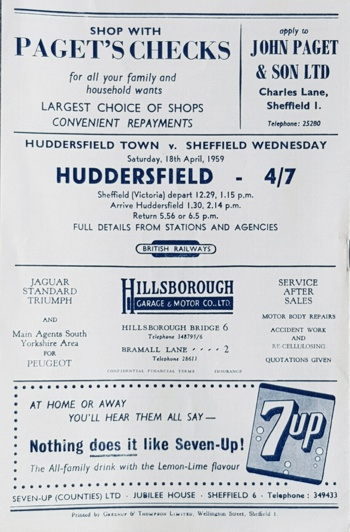 SHOP WITH
PAGET'S CHECKS
for all your family and
household wants
LARGEST CHOICE OF SHOPS
CONVENIENT REPAYMENTS
apply to
JOHN PAGET
& SON LTD
Charles Lane,
Sheffield 1.
Telephone: 25280
HUDDERSFIELD TOWN v. SHEFFIELD WEDNESDAY
Saturday, 18th April, 1959
HUDDERSFIELD - 4/7
Sheffield (Victoria) depart 12.29, 1.15 p.m.
Arrive Huddersfield 1.30, 2.14 p.m.
Return 5.56 or 6.5 p.m.
FULL DETAILS FROM STATIONS AND AGENCIES
BRITISH RAILWAYS
JAGUAR
STANDARD
TRIUMPH
AND
Main Agents South
Yorkshire Area
for
PEUGEOT
HILLSBOROUGH
GARAGE & MOTOR CO., LTD
HILLSBOROUGH BRIDGE 6
Telephone 348795/6
BRAMALL LANE - - - - 2
Telephone 28611
CONFIDENTIAL FINANCIAL TERMS INSURANCE
SERVICE
AFTER
SALES
MOTOR BODY REPAIRS
ACCIDENT WORK
AND
RE-CELLULOSING
QUOTATIONS GIVEN
AT HOME OR AWAY
YOU'LL HEAR THEM ALL SAY—
Nothing does it like Seven-Up!
The All-family drink with the Lemon-Lime flavour
7up
SEVEN-UP (COUNTIES) LTD · JUBILEE HOUSE · SHEFFIELD 6 · Telephone : 349433
Printed by Greenup & Thompson Limited, Wellington Street, Sheffield 1.